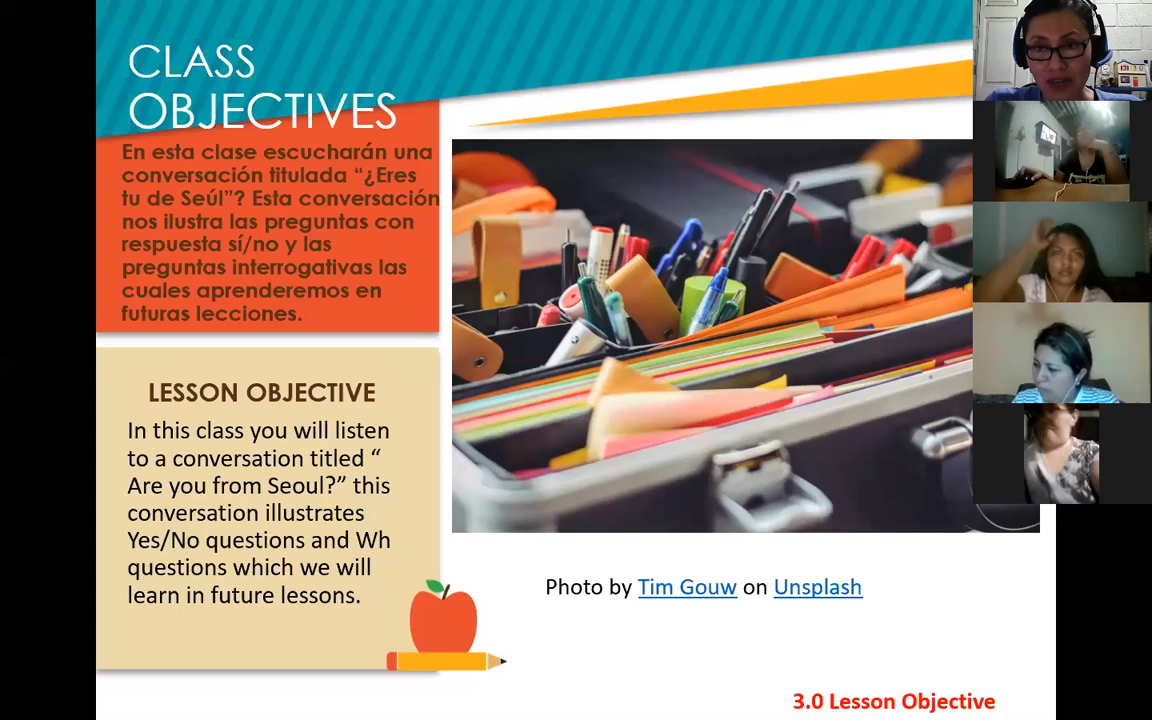 CLASS
OBJECTIVES
En esta clase escucharán una
conversación titulada “¿Eres
tu de Seúl”? Esta conversación
nos ilustra las preguntas con
respuesta sí/no y las
preguntas interrogativas las
cuales aprenderemos en
futuras lecciones.
LESSON OBJECTIVE
In this class you will listen
to a conversation titled “
Are you from Seoul?” this
conversation illustrates
Yes/No questions and Wh
questions which we will
learn in future lessons.
Photo by Tim Gouw on Unsplash
3.0 Lesson Objective